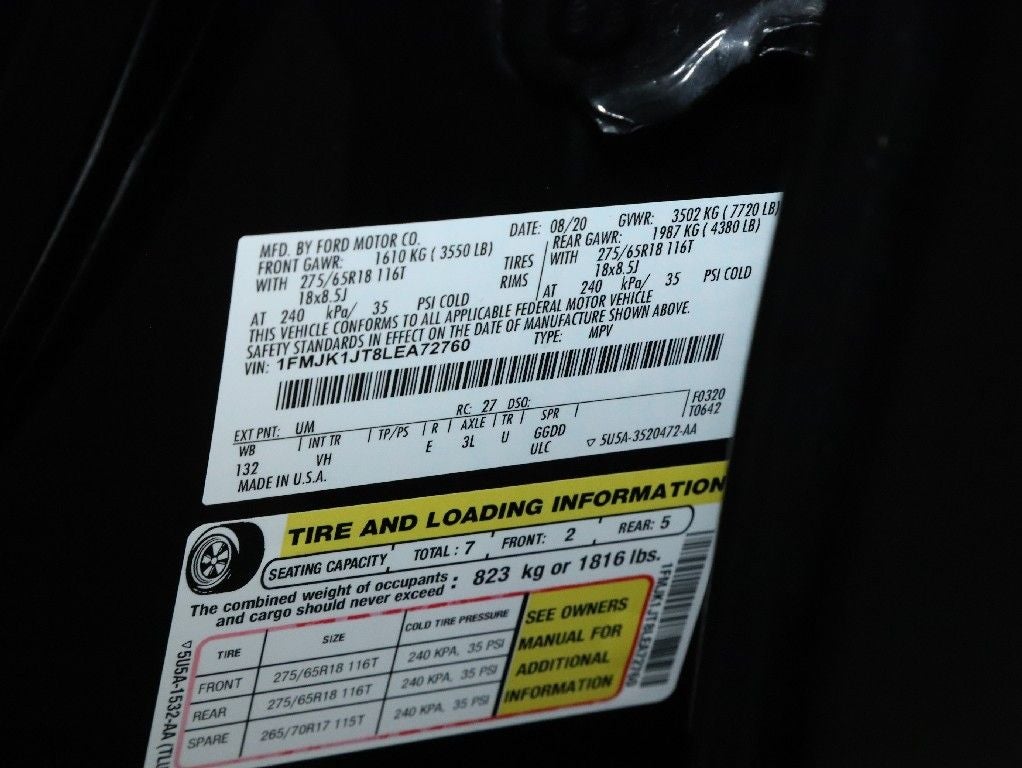 MFD. BY FORD MOTOR CO.
DATE: 08/20 GVWR: 3502 KG ( 7720 LB)
FRONT GAWR: 1610 KG ( 3550 LB) REAR GAWR: 1987 KG ( 4380 LB)
WITH 275/65R18 116T TIRES WITH 275/65R18 116T
18x8.5J RIMS 18x8.5J
AT 240 kPa/ 35 PSI COLD AT 240 kPa/ 35 PSI COLD
THIS VEHICLE CONFORMS TO ALL APPLICABLE FEDERAL MOTOR VEHICLE
SAFETY STANDARDS IN EFFECT ON THE DATE OF MANUFACTURE SHOWN ABOVE.
VIN: 1FMJK1JT8LEA72760 TYPE: MPV
EXT PNT: UM RC: 27 DSO: F0320
WB INT TR TP/PS R AXLE TR SPR T0642
132 VH E 3L U GGDD
ULC ▽ 5U5A-3520472-AA
MADE IN U.S.A.
TIRE AND LOADING INFORMATION
SEATING CAPACITY TOTAL : 7 FRONT: 2 REAR: 5
The combined weight of occupants
and cargo should never exceed : 823 kg or 1816 lbs.
TIRE SIZE COLD TIRE PRESSURE
FRONT 275/65R18 116T 240 KPA, 35 PSI
REAR 275/65R18 116T 240 KPA, 35 PSI
SPARE 265/70R17 115T 240 KPA, 35 PSI
SEE OWNERS
MANUAL FOR
ADDITIONAL
INFORMATION
1FMJK1JT8LEA72760
▽5U5A-1532-AA (TLU